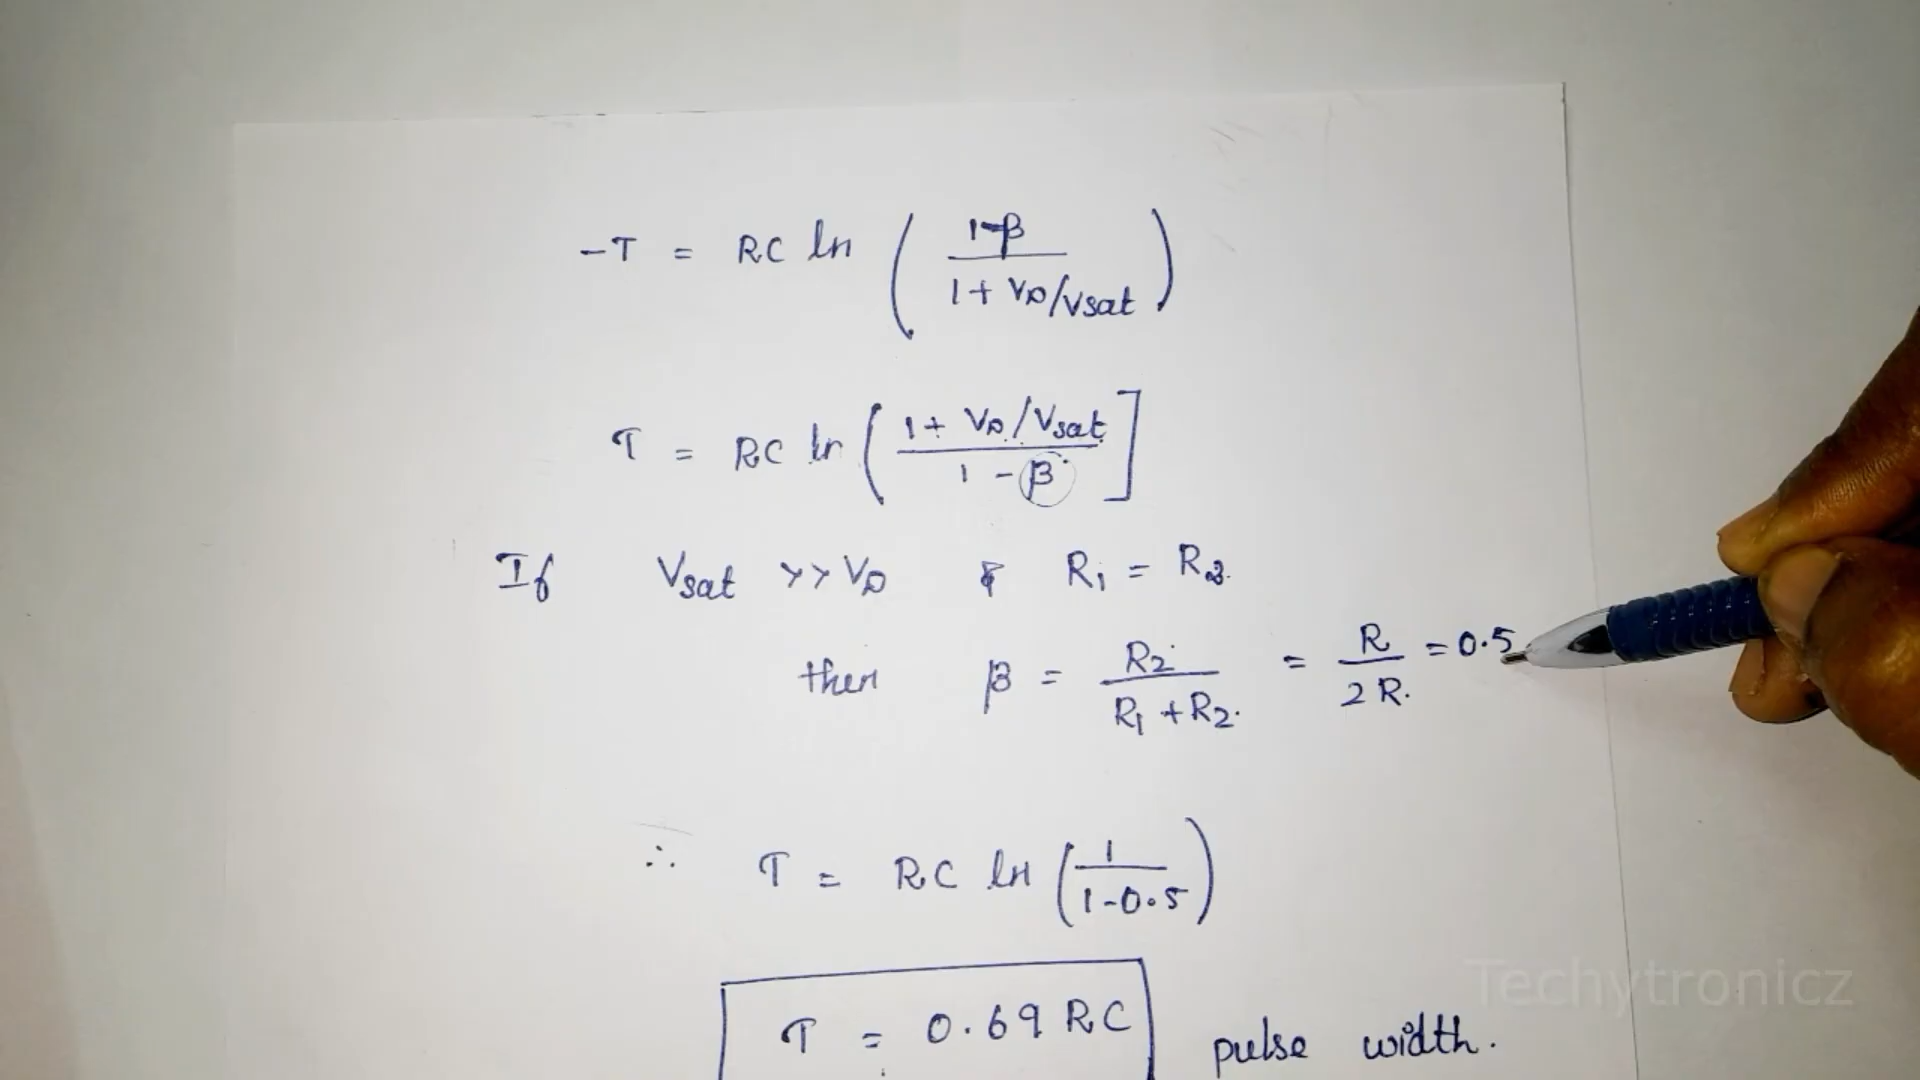 -T = RC ln ( 1-β / 1 + VD/Vsat )
T = RC ln ( 1 + VD/Vsat / 1 - β ]
If Vsat >> VD & R1 = R2.
then β = R2 / R1 + R2. = R / 2R. = 0.5
∴ T = RC ln ( 1 / 1-0.5 )
T = 0.69 RC pulse width.
Techytronicz